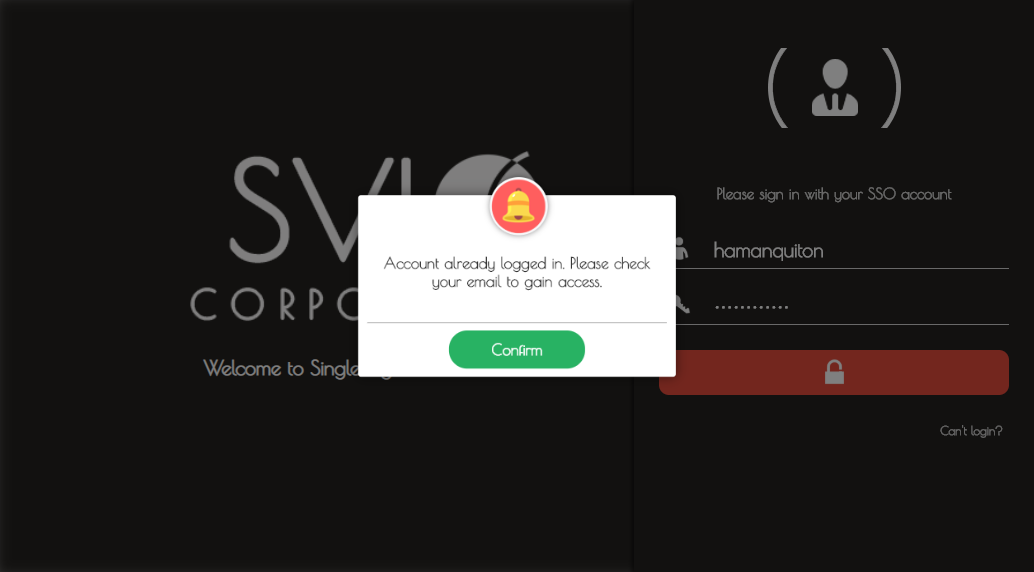 SVI
CORPO
Welcome to Single
Account already logged in. Please check
your email to gain access.
Confirm
Please sign in with your SSO account
hamanquiton
............
Can't login?